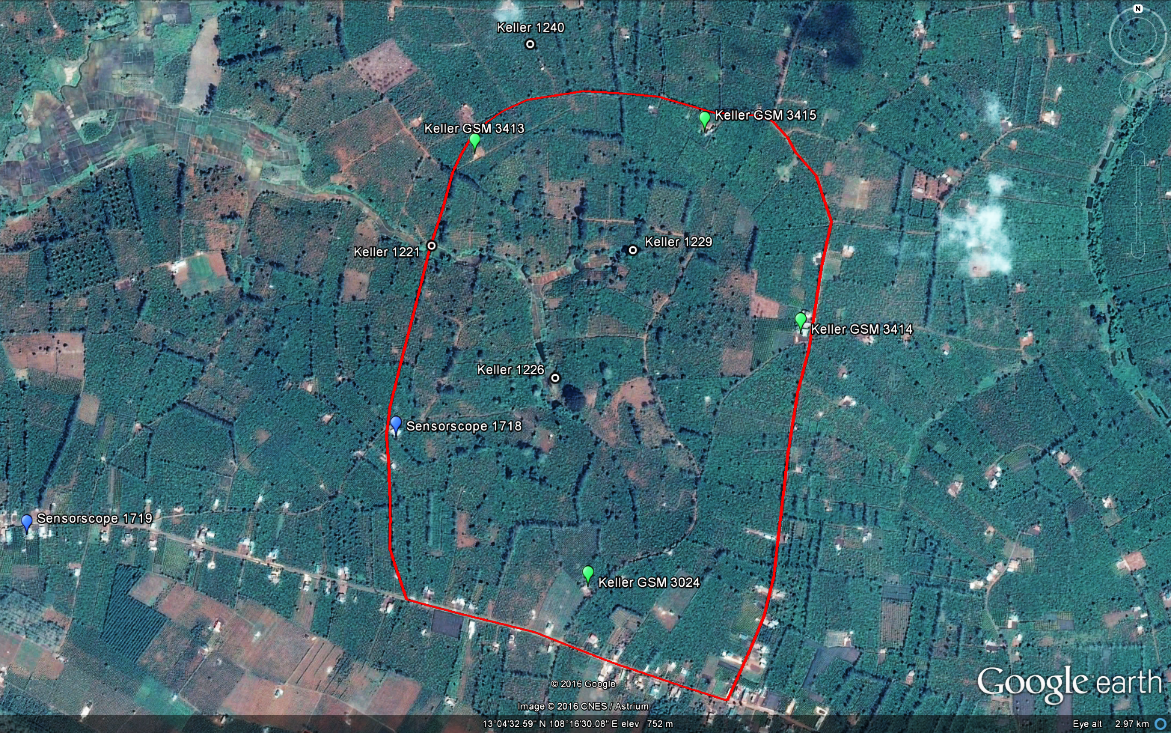 N
Keller 1240
Keller GSM 3415
Keller GSM 3413
Keller 1229
Keller 1221
Keller GSM 3414
Keller 1226
Sensorscope 1718
Sensorscope 1719
Keller GSM 3024
Google earth
© 2016 Google
Image © 2016 CNES / Astrium
13°04'32.59" N 108°16'30.08" E elev 752 m
Eye alt 2.97 km